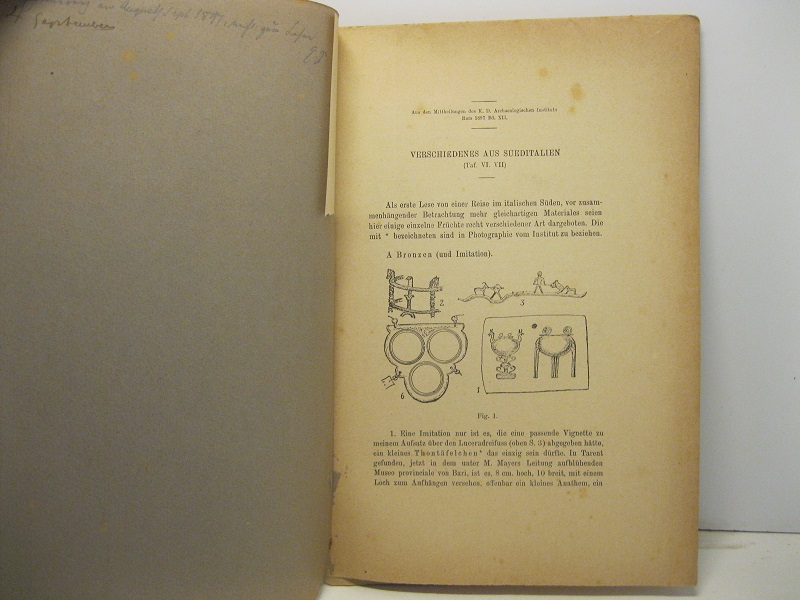 September
Aus den Mittheilungen des K. D. Archaeologischen Instituts
Rom 1897 Bd. XII.
VERSCHIEDENES AUS SUEDITALIEN
(Taf. VI. VII)
Als erste Lese von einer Reise im italischen Süden, vor zusam-
menhängender Betrachtung mehr gleichartigen Materiales seien
hier einige einzelne Früchte recht verschiedener Art dargeboten. Die
mit * bezeichneten sind in Photographie vom Institut zu beziehen.
A Bronzen (und Imitation).
2
3
6
1
Fig. 1.
1. Eine Imitation nur ist es, die eine passende Vignette zu
meinem Aufsatz über den Luceradreifuss (oben S. 3) abgegeben hätte,
ein kleines Thontäfelchen* das einzig sein dürfte. In Tarent
gefunden, jetzt in dem unter M. Mayers Leitung aufblühenden
Museo provinciale von Bari, ist es, 8 cm. hoch, 10 breit, mit einem
Loch zum Aufhängen versehen, offenbar ein kleines Anathem, ein